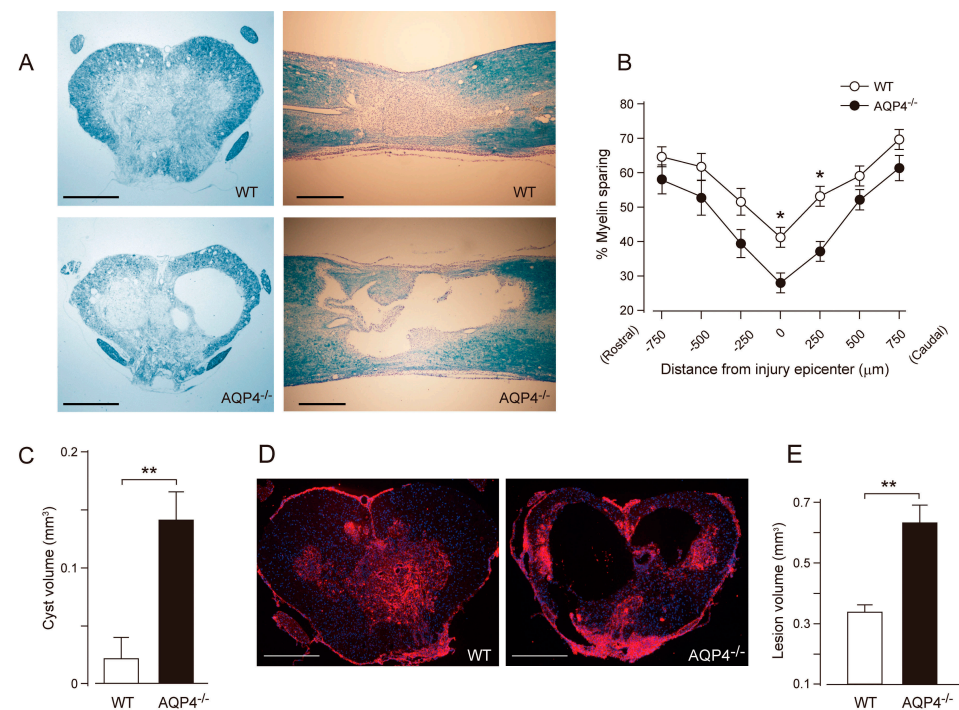 A
WT
WT
AQP4-/-
AQP4-/-
B
WT
AQP4-/-
% Myelin sparing
70
60
50
40
30
20
*
*
-750
-500
-250
0
250
500
750
(Rostral)
(Caudal)
Distance from injury epicenter (μm)
C
Cyst volume (mm³)
0.2
0.1
0
**
WT
AQP4-/-
D
WT
AQP4-/-
E
Lesion volume (mm³)
0.7
0.5
0.3
0.1
**
WT
AQP4-/-